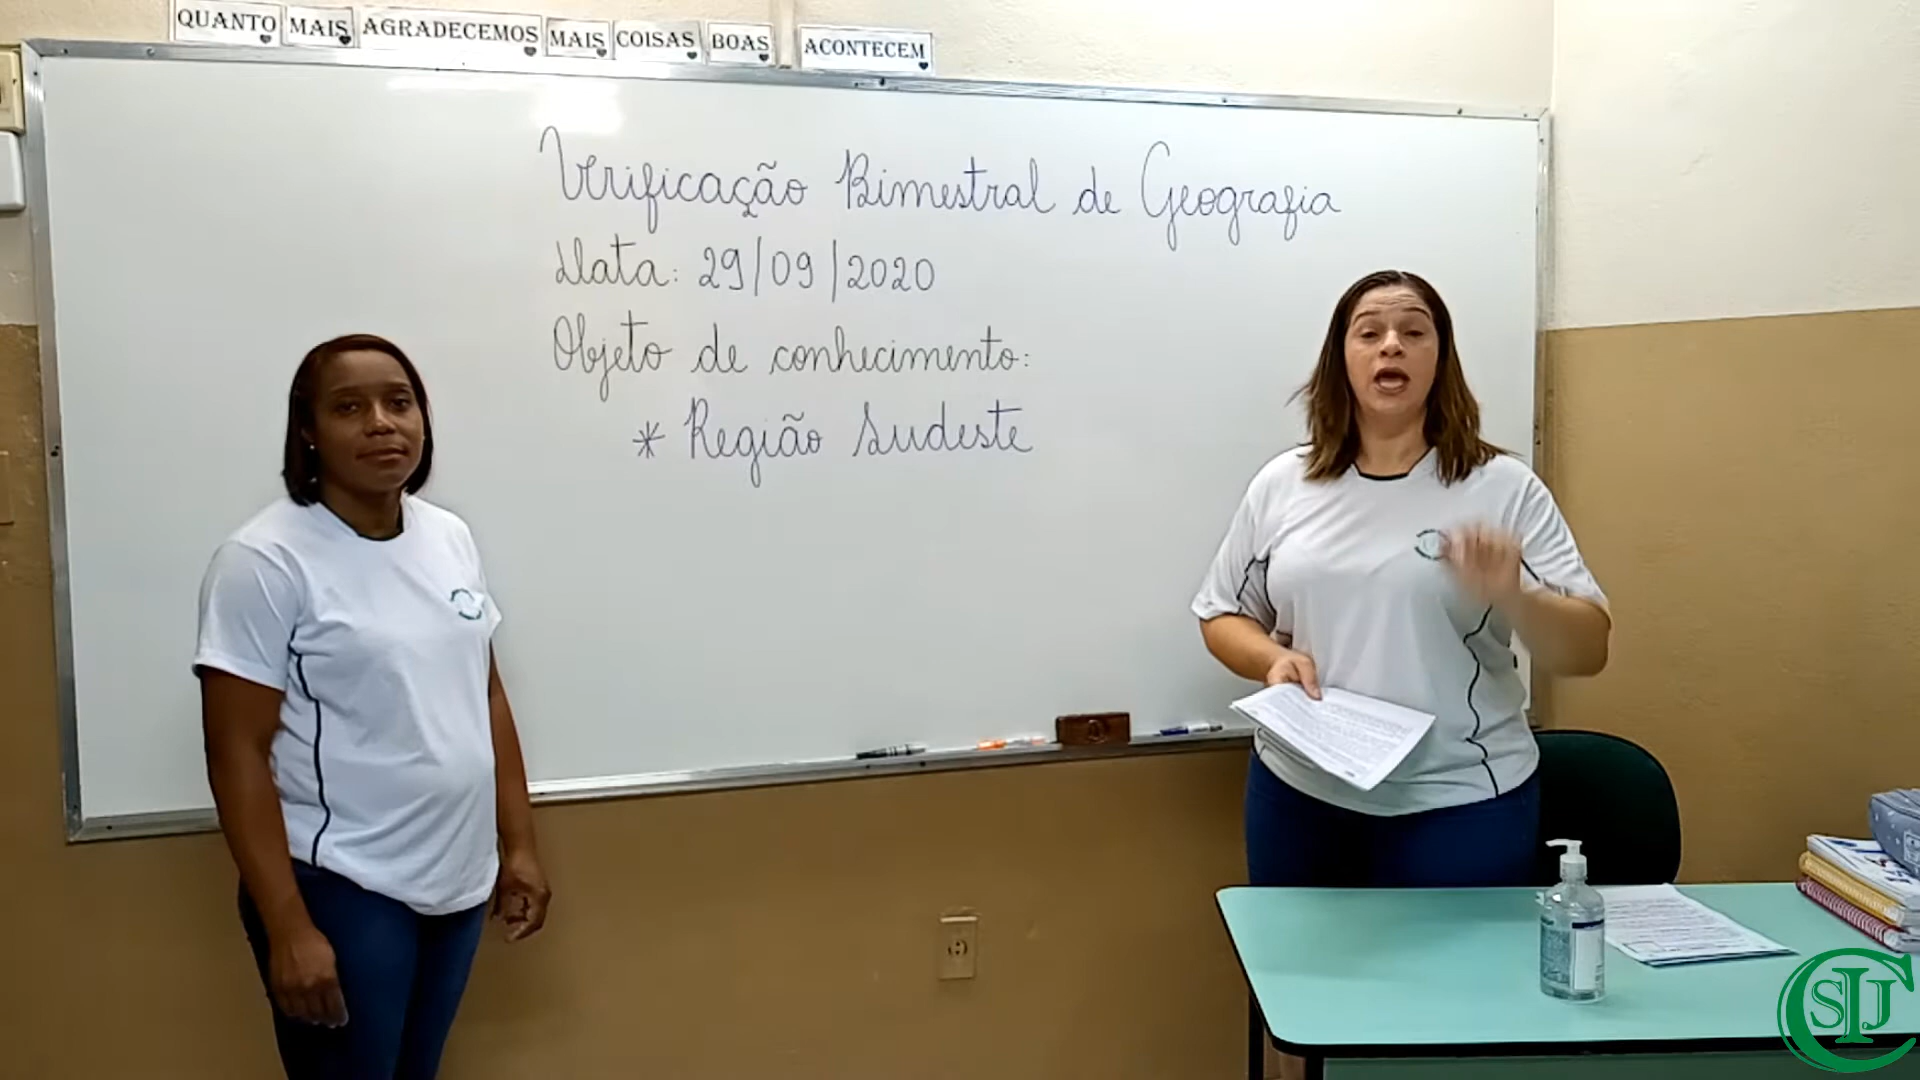 QUANTO MAIS AGRADECEMOS MAIS COISAS BOAS ACONTECEM
Verificação Bimestral de Geografia
Data: 29/09/2020
Objeto de conhecimento:
* Região Sudeste
CSIJ